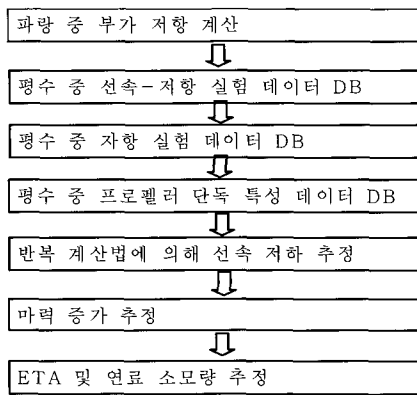 파랑 중 부가 저항 계산
평수 중 선속-저항 실험 데이터 DB
평수 중 자항 실험 데이터 DB
평수 중 프로펠러 단독 특성 데이터 DB
반복 계산법에 의해 선속 저하 추정
마력 증가 추정
ETA 및 연료 소모량 추정